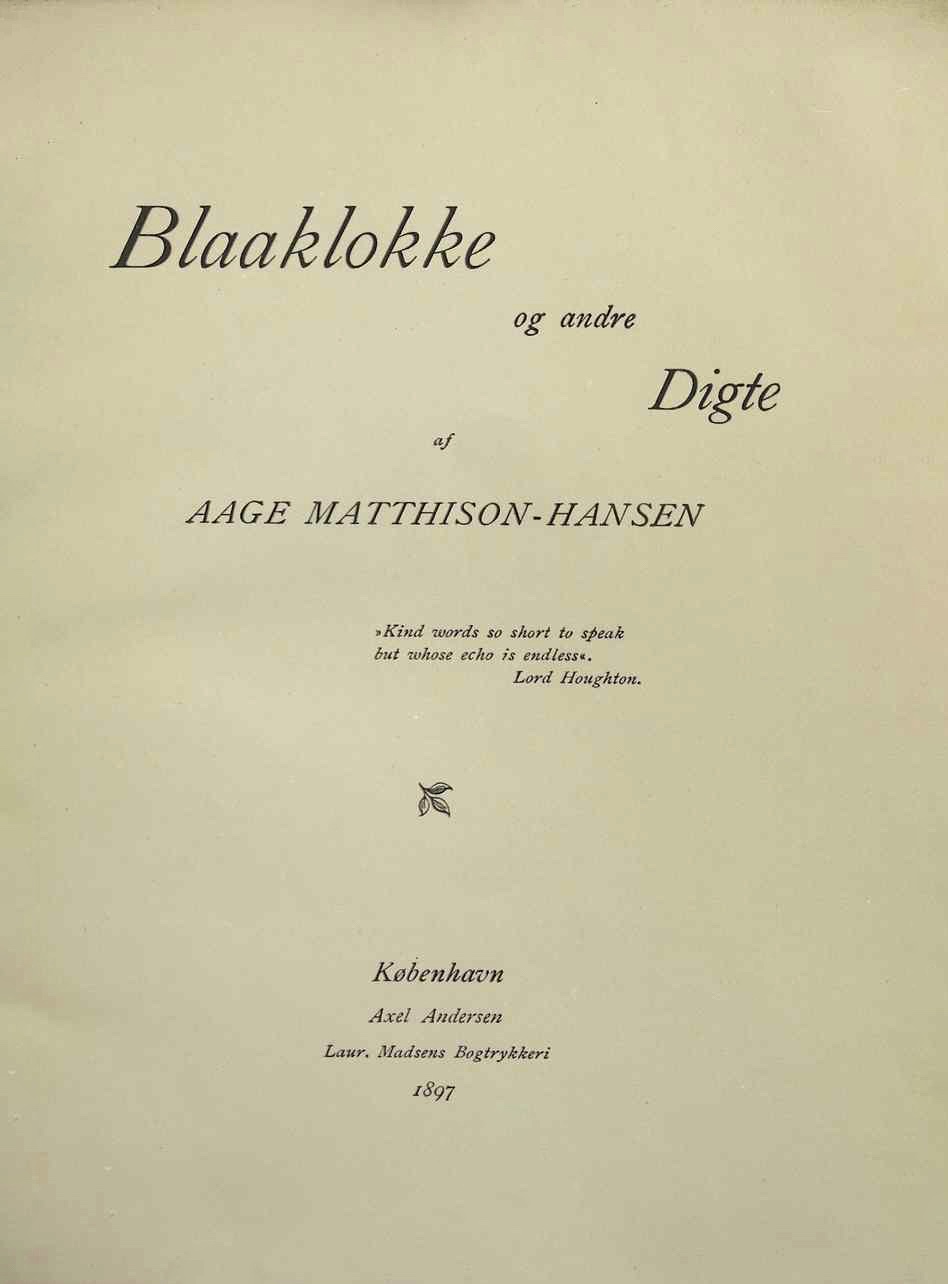 Blaaklokke
og andre
Digte
af
AAGE MATTHISON-HANSEN
»Kind words so short to speak
but whose echo is endless«.
Lord Houghton.
København
Axel Andersen
Laur. Madsens Bogtrykkeri
1897